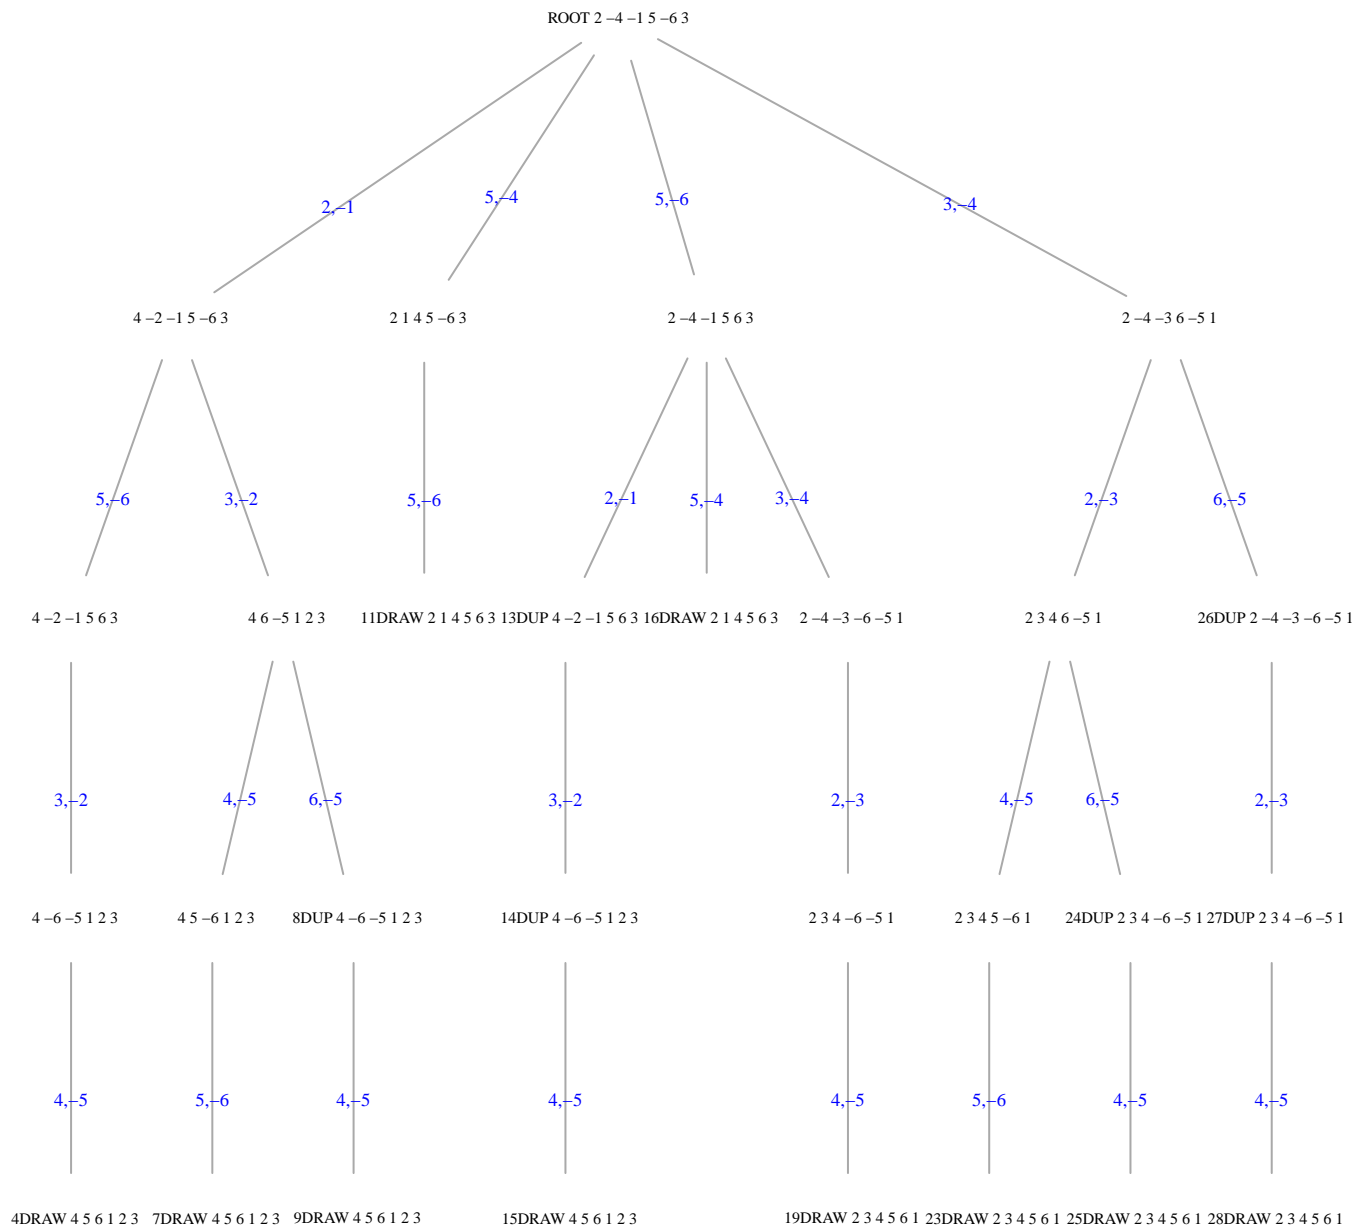 ROOT 2 −4 −1 5 −6 3
2,−1 5,−4 5,−6 3,−4
4 −2 −1 5 −6 3 2 1 4 5 −6 3 2 −4 −1 5 6 3 2 −4 −3 6 −5 1
5,−6 3,−2 5,−6 2,−1 5,−4 3,−4 2,−3 6,−5
4 −2 −1 5 6 3 4 6 −5 1 2 3 11DRAW 2 1 4 5 6 3 13DUP 4 −2 −1 5 6 3 16DRAW 2 1 4 5 6 3 2 −4 −3 −6 −5 1 2 3 4 6 −5 1 26DUP 2 −4 −3 −6 −5 1
3,−2 4,−5 6,−5 3,−2 2,−3 4,−5 6,−5 2,−3
4 −6 −5 1 2 3 4 5 −6 1 2 3 8DUP 4 −6 −5 1 2 3 14DUP 4 −6 −5 1 2 3 2 3 4 −6 −5 1 2 3 4 5 −6 1 24DUP 2 3 4 −6 −5 1 27DUP 2 3 4 −6 −5 1
4,−5 5,−6 4,−5 4,−5 4,−5 5,−6 4,−5 4,−5
4DRAW 4 5 6 1 2 3 7DRAW 4 5 6 1 2 3 9DRAW 4 5 6 1 2 3 15DRAW 4 5 6 1 2 3 19DRAW 2 3 4 5 6 1 23DRAW 2 3 4 5 6 1 25DRAW 2 3 4 5 6 1 28DRAW 2 3 4 5 6 1